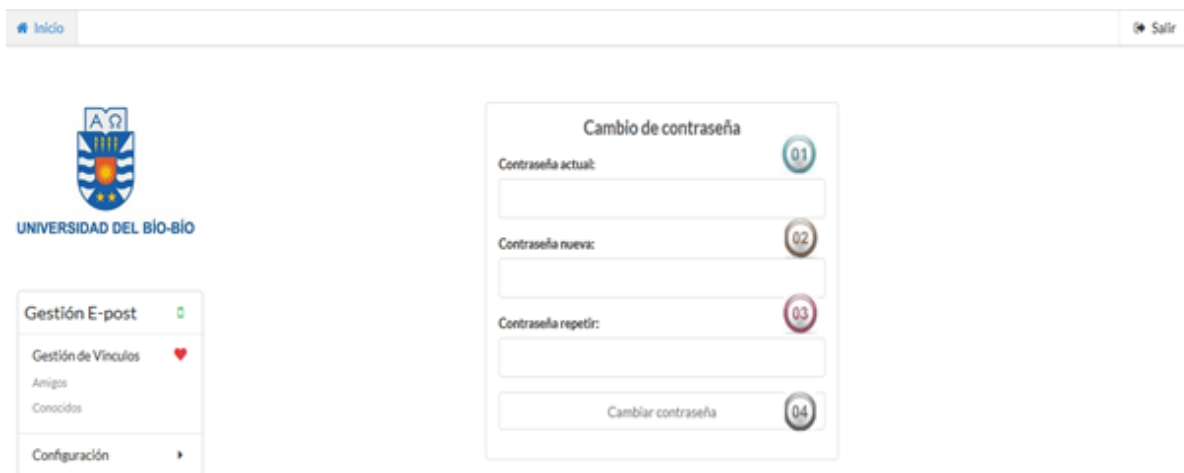 Inicio
Salir
ΑΩ
UNIVERSIDAD DEL BÍO-BÍO
Gestión E-post
Gestión de Vínculos
Amigos
Conocidos
Configuración
Cambio de contraseña
01
Contraseña actual:
02
Contraseña nueva:
03
Contraseña repetir:
Cambiar contraseña
04